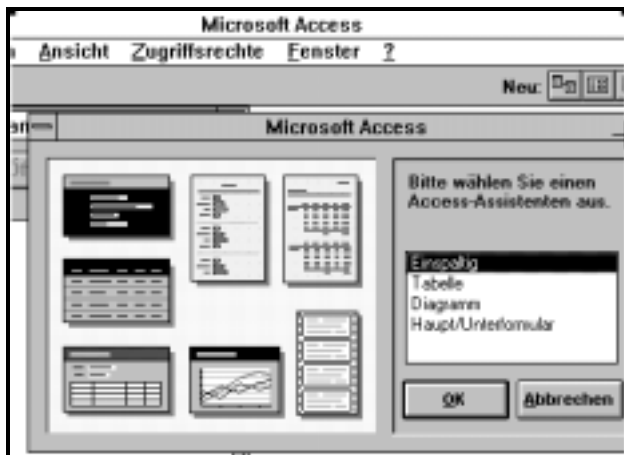 Microsoft Access
Ansicht Zugriffsrechte Fenster ?
Neu:
Microsoft Access
Bitte wählen Sie einen
Access-Assistenten aus.
Einspaltig
Tabelle
Diagramm
Haupt/Unterformular
OK Abbrechen